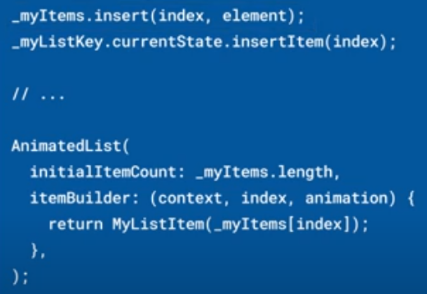 _myItems.insert(index, element);
_myListKey.currentState.insertItem(index);
// ...
AnimatedList(
  initialItemCount: _myItems.length,
  itemBuilder: (context, index, animation) {
    return MyListItem(_myItems[index]);
  },
);